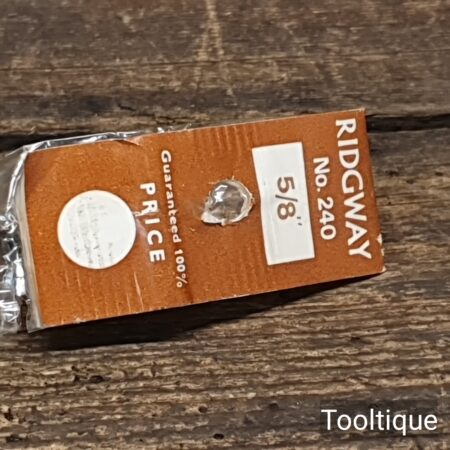 RIDGWAY
No. 240
5/8"
Guaranteed 100%
PRICE
Tooltique